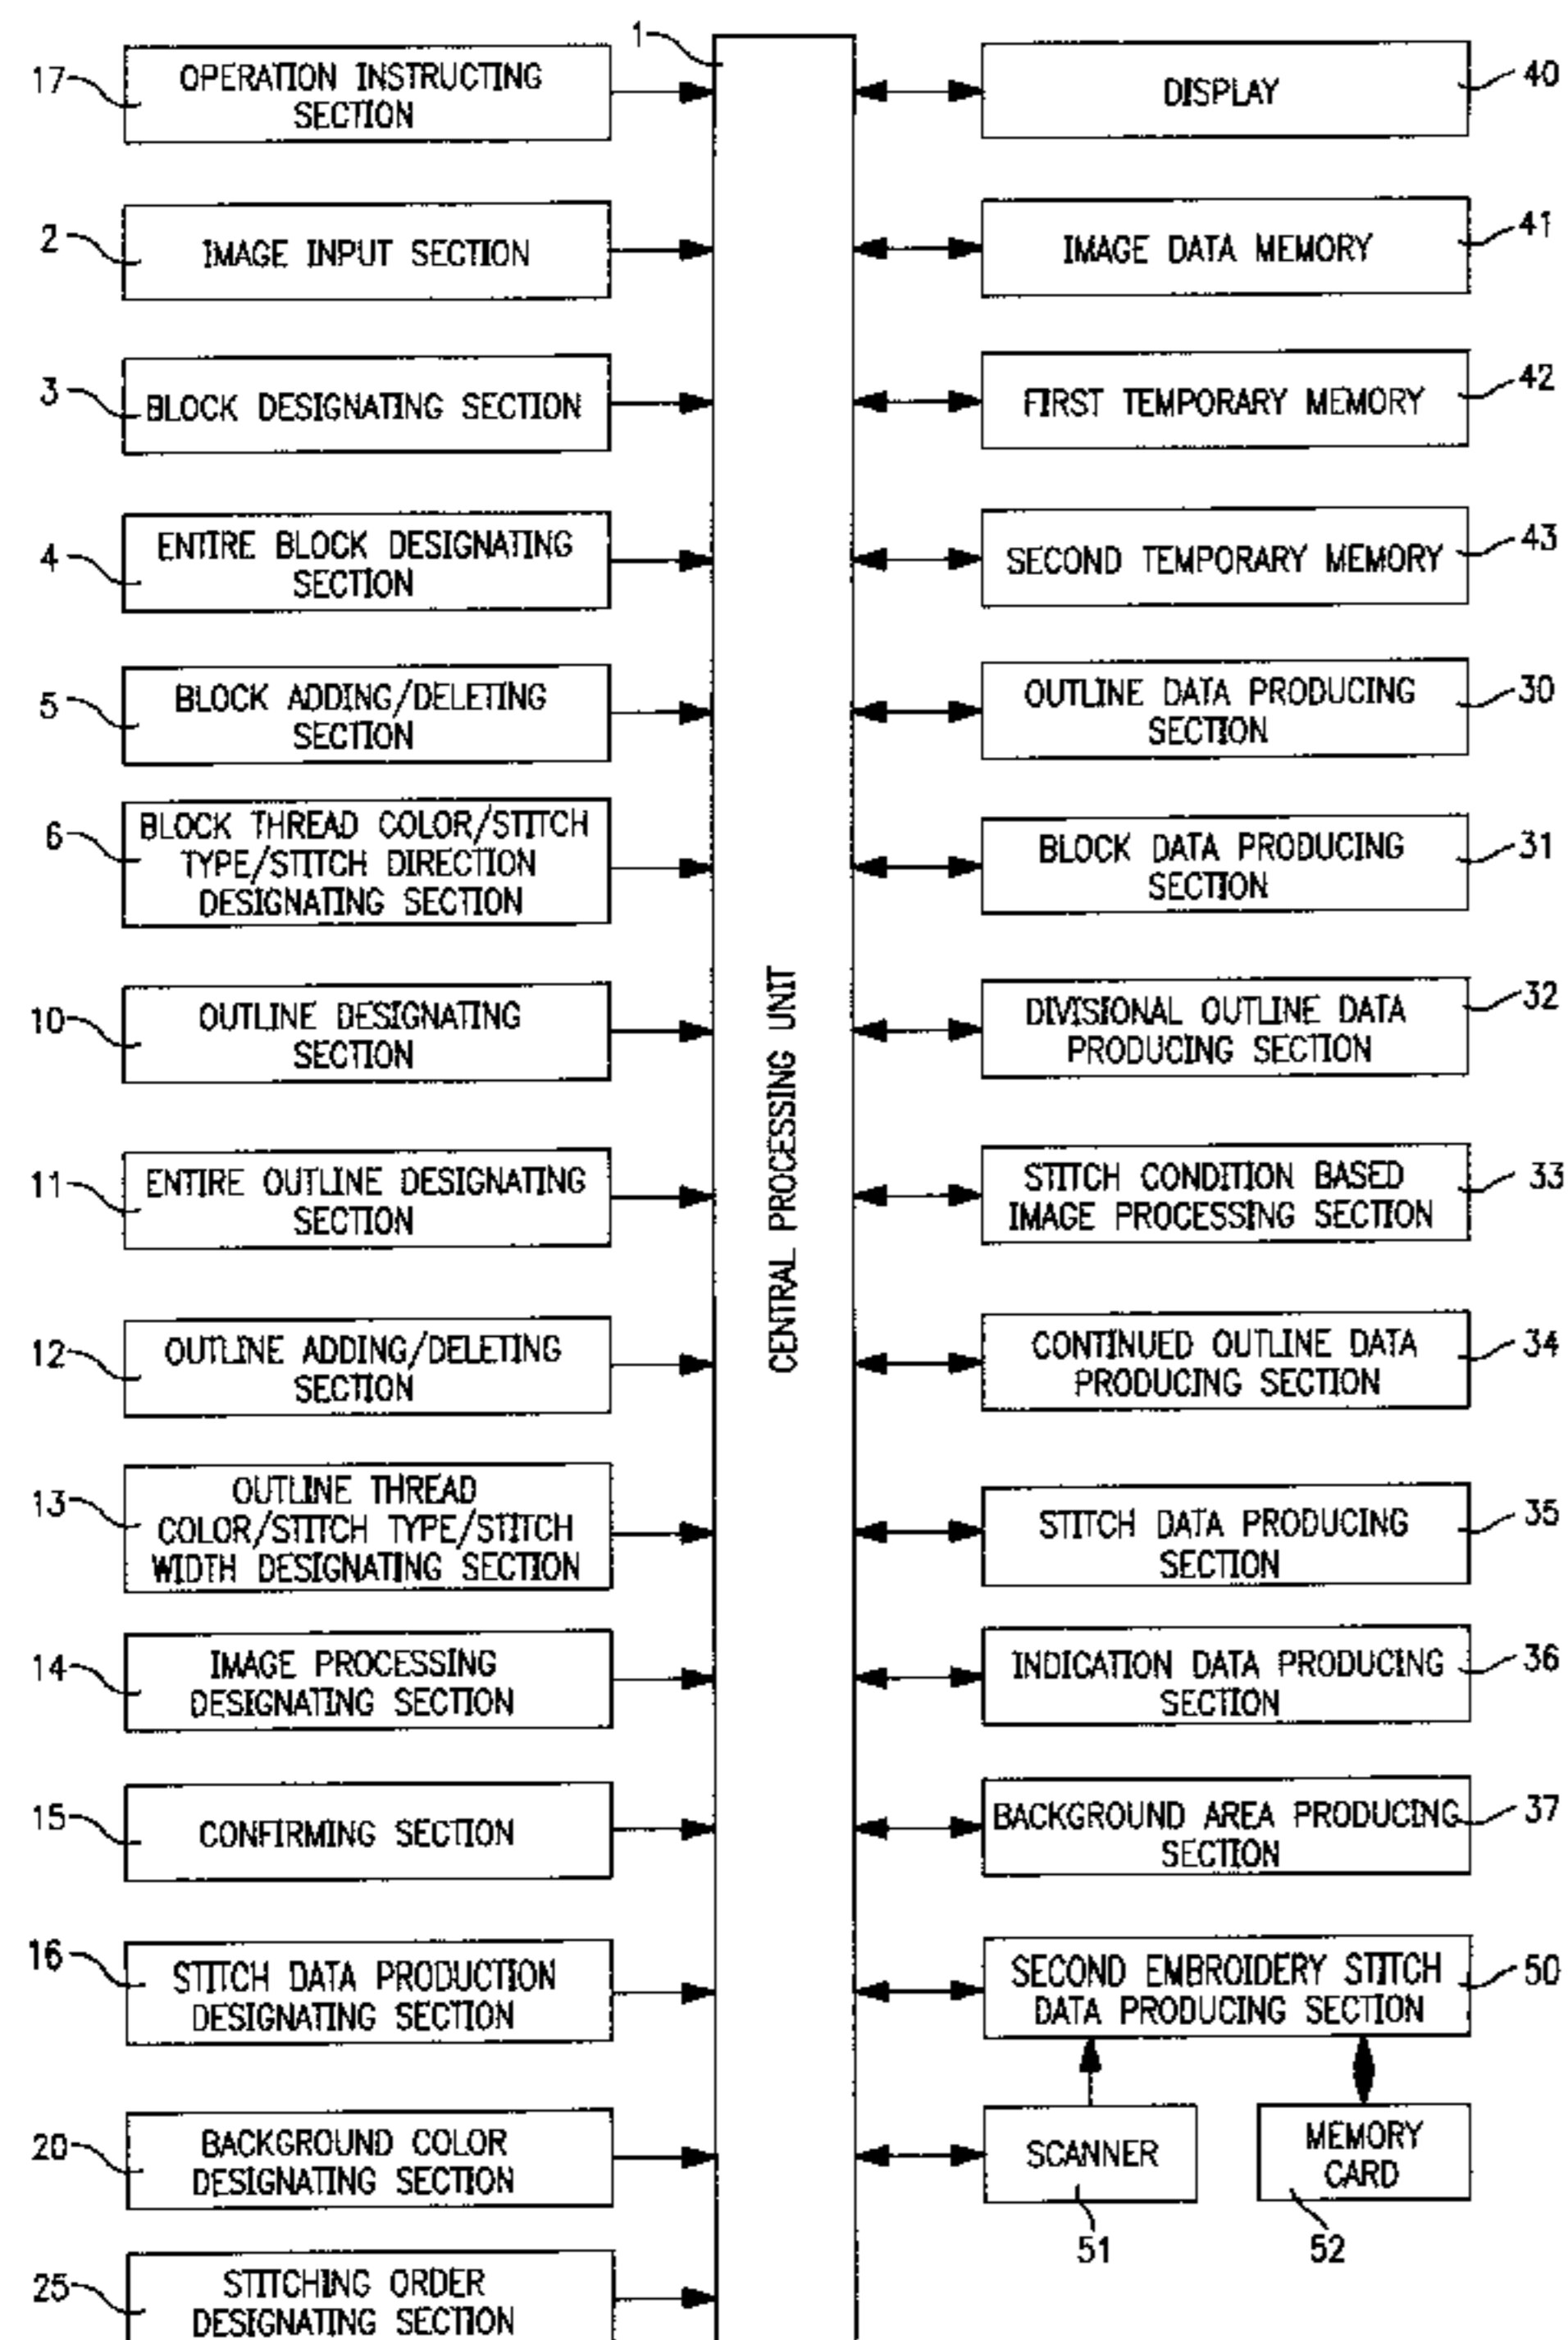 1
17
OPERATION INSTRUCTING
SECTION
2
IMAGE INPUT SECTION
3
BLOCK DESIGNATING SECTION
4
ENTIRE BLOCK DESIGNATING
SECTION
5
BLOCK ADDING/DELETING
SECTION
6
BLOCK THREAD COLOR/STITCH
TYPE/STITCH DIRECTION
DESIGNATING SECTION
10
OUTLINE DESIGNATING
SECTION
11
ENTIRE OUTLINE DESIGNATING
SECTION
12
OUTLINE ADDING/DELETING
SECTION
13
OUTLINE THREAD
COLOR/STITCH TYPE/STITCH
WIDTH DESIGNATING SECTION
14
IMAGE PROCESSING
DESIGNATING SECTION
15
CONFIRMING SECTION
16
STITCH DATA PRODUCTION
DESIGNATING SECTION
20
BACKGROUND COLOR
DESIGNATING SECTION
25
STITCHING ORDER
DESIGNATING SECTION
CENTRAL PROCESSING UNIT
DISPLAY
40
IMAGE DATA MEMORY
41
FIRST TEMPORARY MEMORY
42
SECOND TEMPORARY MEMORY
43
OUTLINE DATA PRODUCING
SECTION
30
BLOCK DATA PRODUCING
SECTION
31
DIVISIONAL OUTLINE DATA
PRODUCING SECTION
32
STITCH CONDITION BASED
IMAGE PROCESSING SECTION
33
CONTINUED OUTLINE DATA
PRODUCING SECTION
34
STITCH DATA PRODUCING
SECTION
35
INDICATION DATA PRODUCING
SECTION
36
BACKGROUND AREA PRODUCING
SECTION
37
SECOND EMBROIDERY STITCH
DATA PRODUCING SECTION
50
SCANNER
51
MEMORY
CARD
52